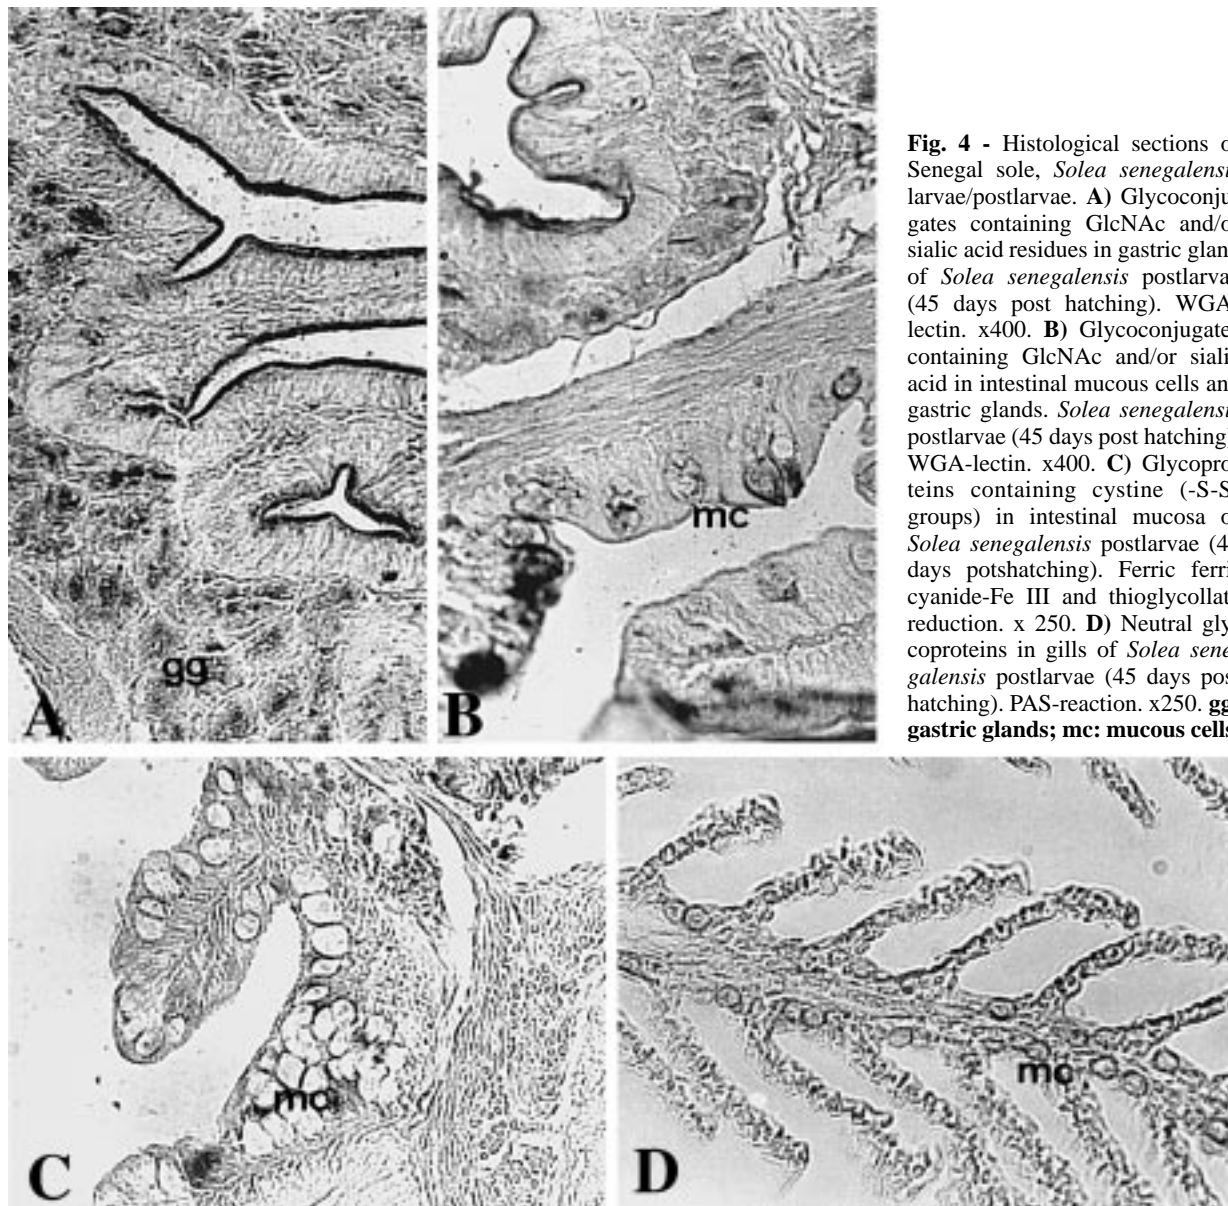 Fig. 4 - Histological sections o
Senegal sole, Solea senegalensi
larvae/postlarvae. A) Glycoconju
gates containing GlcNAc and/o
sialic acid residues in gastric glan
of Solea senegalensis postlarva
(45 days post hatching). WGA
lectin. x400. B) Glycoconjugate
containing GlcNAc and/or siali
acid in intestinal mucous cells an
gastric glands. Solea senegalensi
postlarvae (45 days post hatching)
WGA-lectin. x400. C) Glycopro
teins containing cystine (-S-S
groups) in intestinal mucosa o
Solea senegalensis postlarvae (4
days potshatching). Ferric ferri
cyanide-Fe III and thioglycollat
reduction. x 250. D) Neutral gly
coproteins in gills of Solea sene
galensis postlarvae (45 days pos
hatching). PAS-reaction. x250. gg
gastric glands; mc: mucous cells
gg
A
mc
B
mc
C
mc
D